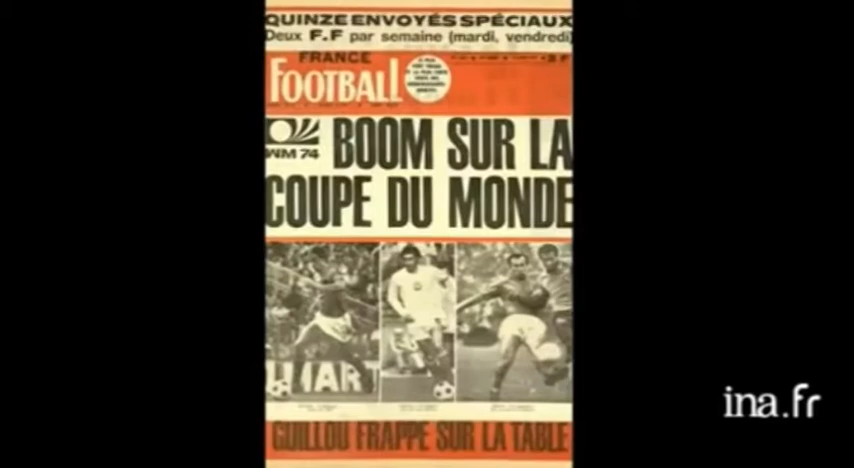 QUINZE ENVOYÉS SPÉCIAUX
Deux F.F par semaine (mardi, vendredi)
FRANCE
FOOTBALL
WM 74
BOOM SUR LA
COUPE DU MONDE
GUILLOU FRAPPE SUR LA TABLE
ina.fr